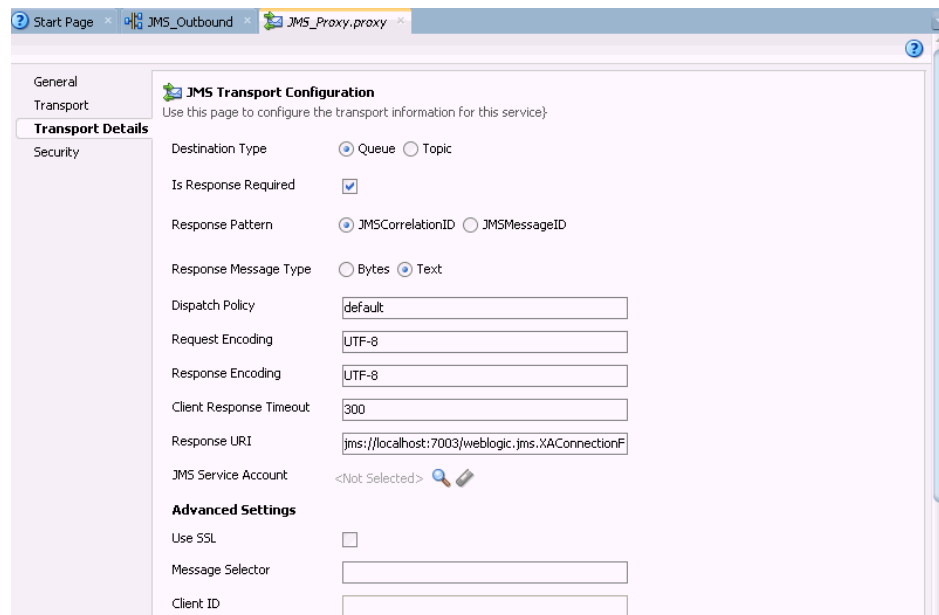 Start Page JMS_Outbound JMS_Proxy.proxy
General
Transport
Transport Details
Security
JMS Transport Configuration
Use this page to configure the transport information for this service}
Destination Type Queue Topic
Is Response Required
Response Pattern JMSCorrelationID JMSMessageID
Response Message Type Bytes Text
Dispatch Policy default
Request Encoding UTF-8
Response Encoding UTF-8
Client Response Timeout 300
Response URI jms://localhost:7003/weblogic.jms.XAConnectionF
JMS Service Account <Not Selected>
Advanced Settings
Use SSL
Message Selector
Client ID